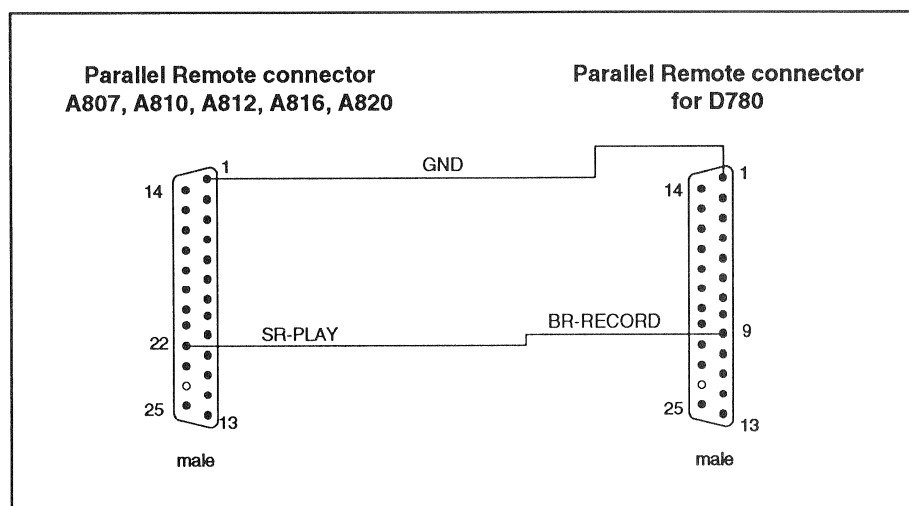 Parallel Remote connector
A807, A810, A812, A816, A820
Parallel Remote connector
for D780
1
GND
1
14
14
SR-PLAY
BR-RECORD
22
9
25
13
25
13
male
male